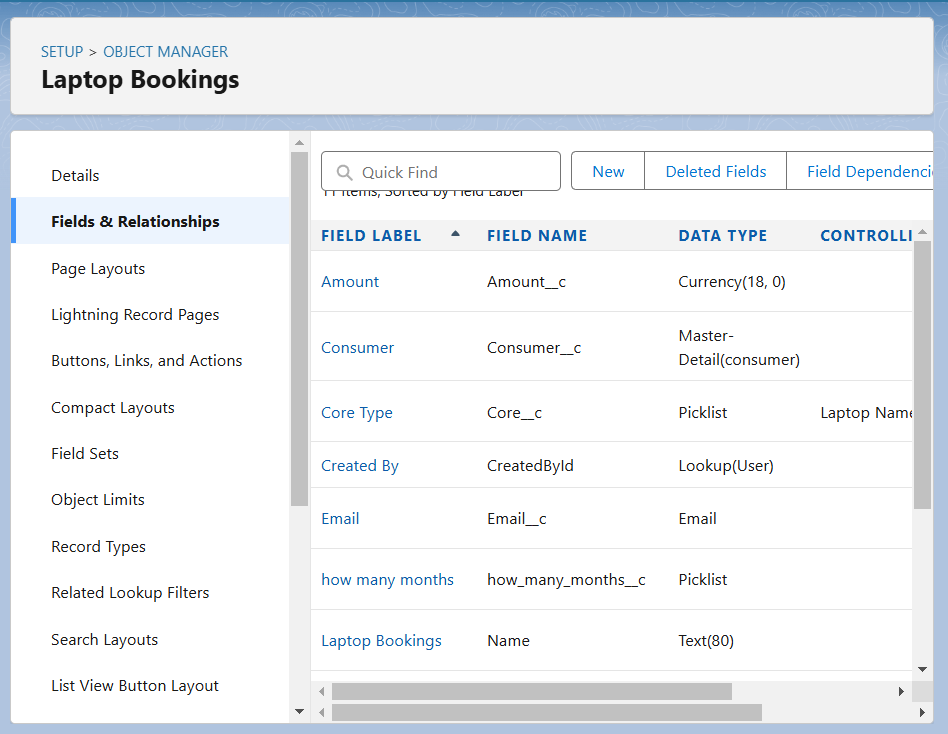 SETUP > OBJECT MANAGER
Laptop Bookings
Details
Fields & Relationships
Page Layouts
Lightning Record Pages
Buttons, Links, and Actions
Compact Layouts
Field Sets
Object Limits
Record Types
Related Lookup Filters
Search Layouts
List View Button Layout
Quick Find
New
Deleted Fields
Field Dependenci
11 Items, Sorted by Field Label
FIELD LABEL FIELD NAME DATA TYPE CONTROLLI
Amount Amount__c Currency(18, 0)
Consumer Consumer__c Master-
Detail(consumer)
Core Type Core__c Picklist Laptop Name
Created By CreatedById Lookup(User)
Email Email__c Email
how many months how_many_months__c Picklist
Laptop Bookings Name Text(80)